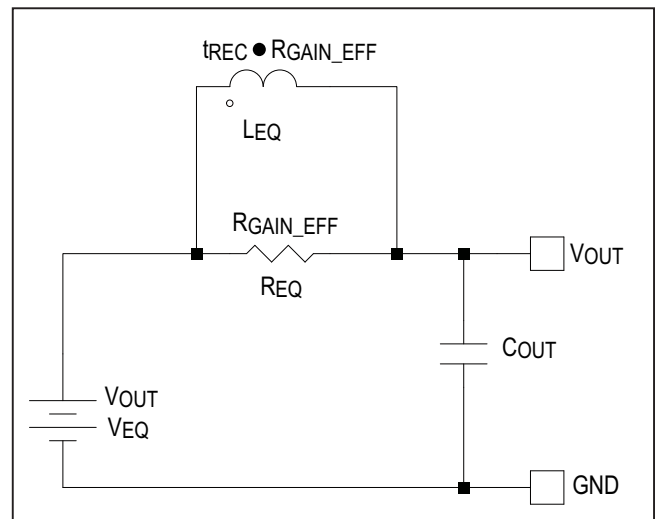 tREC ● RGAIN_EFF
LEQ
RGAIN_EFF
REQ
VOUT
COUT
VOUT
VEQ
GND